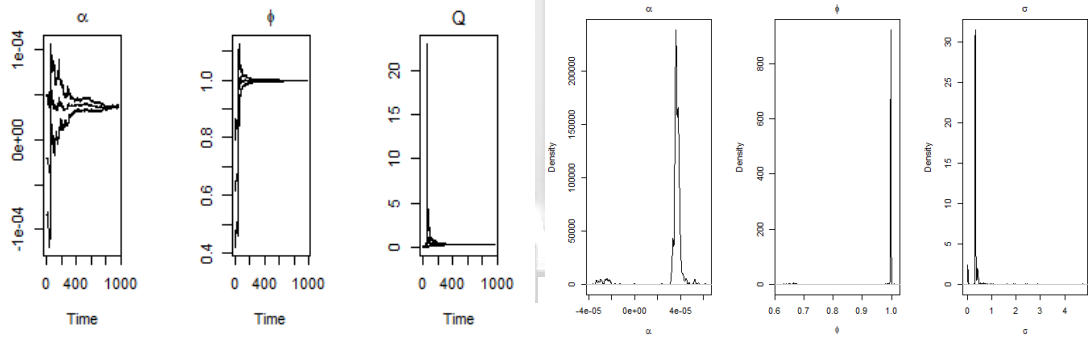 α
1e-04
0e+00
-1e-04
0 400 1000
Time
ϕ
1.0
0.8
0.6
0.4
0 400 1000
Time
Q
20
15
10
5
0
0 400 1000
Time
α
Density
200000
150000
100000
50000
0
-4e-05 0e+00 4e-05
α
ϕ
Density
800
600
400
200
0
0.6 0.7 0.8 0.9 1.0
ϕ
σ
Density
30
25
20
15
10
5
0
0 1 2 3 4
σ